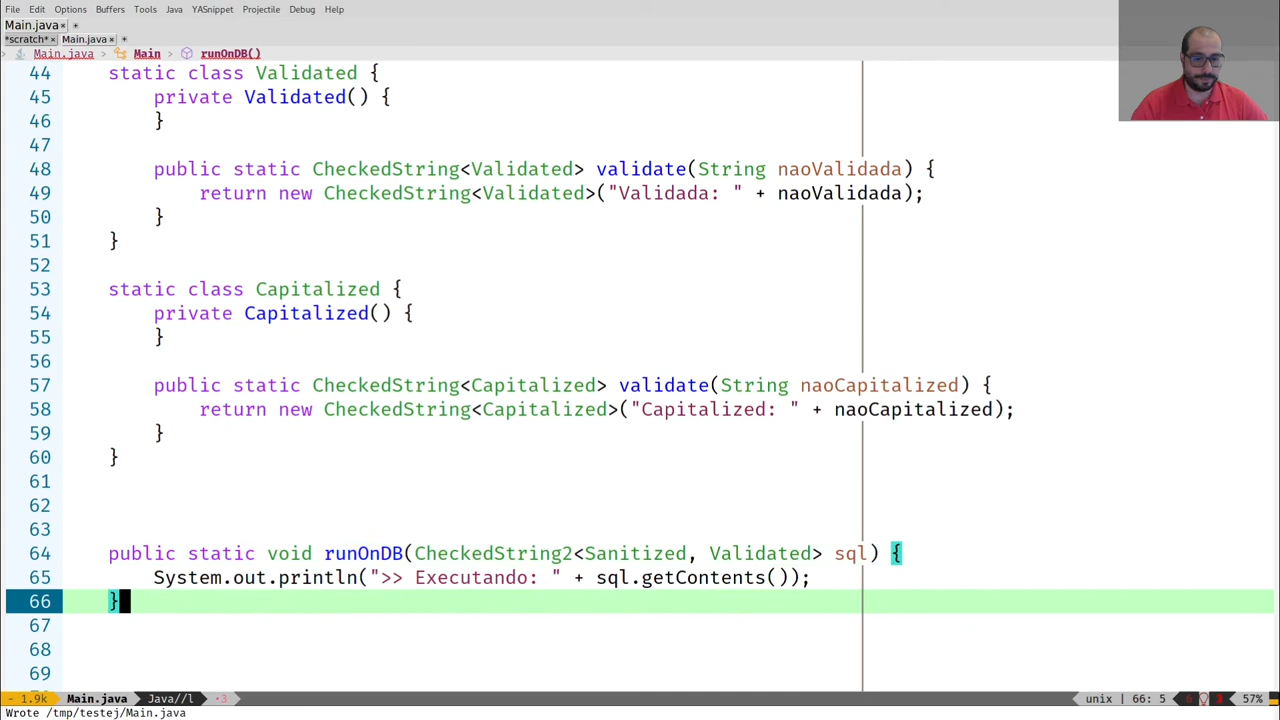 File Edit Options Buffers Tools Java YASnippet Projectile Debug Help
Main.java× +
*scratch*× Main.java× +
Main.java > Main > runOnDB()
44 static class Validated {
45 private Validated() {
46 }
47
48 public static CheckedString<Validated> validate(String naoValidada) {
49 return new CheckedString<Validated>("Validada: " + naoValidada);
50 }
51 }
52
53 static class Capitalized {
54 private Capitalized() {
55 }
56
57 public static CheckedString<Capitalized> validate(String naoCapitalized) {
58 return new CheckedString<Capitalized>("Capitalized: " + naoCapitalized);
59 }
60 }
61
62
63
64 public static void runOnDB(CheckedString2<Sanitized, Validated> sql) {
65 System.out.println(">> Executando: " + sql.getContents());
66 }
67
68
69
- 1.9k Main.java Java//l •3 unix | 66: 5 57%
Wrote /tmp/testej/Main.java